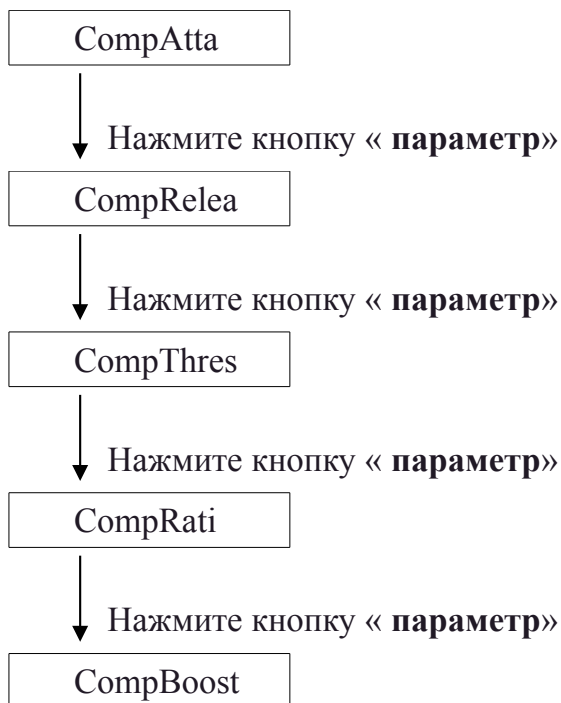 CompAtta
Нажмите кнопку « параметр»
CompRelea
Нажмите кнопку « параметр»
CompThres
Нажмите кнопку « параметр»
CompRati
Нажмите кнопку « параметр»
CompBoost